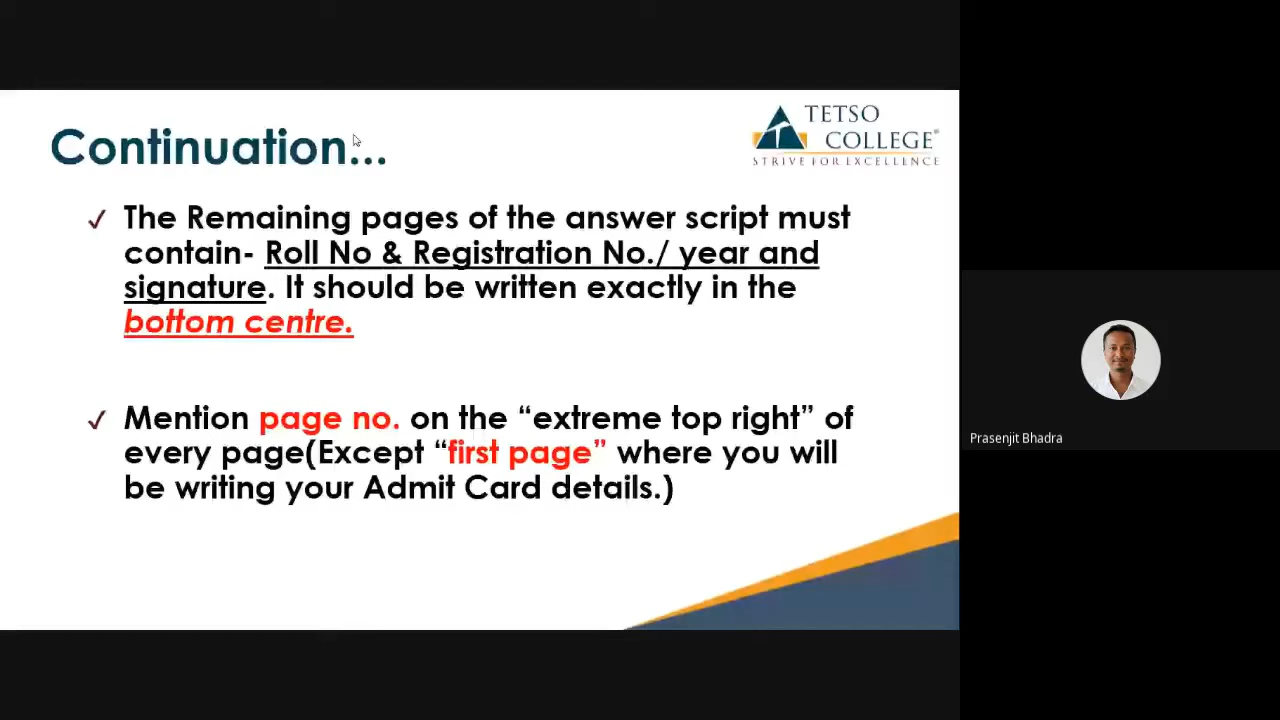 Continuation...
TETSO
COLLEGE®
STRIVE FOR EXCELLENCE
✓ The Remaining pages of the answer script must
contain- Roll No & Registration No./ year and
signature. It should be written exactly in the
bottom centre.
✓ Mention page no. on the “extreme top right” of
every page(Except “first page” where you will
be writing your Admit Card details.)
Prasenjit Bhadra